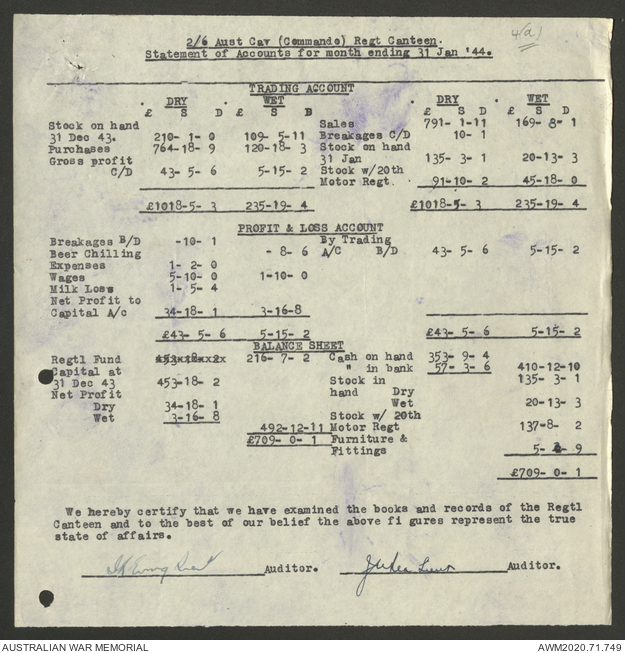 4(d)
2/6 Aust Cav (Commando) Regt Canteen.
Statement of Accounts for month ending 31 Jan '44.
TRADING ACCOUNT
DRY WET DRY WET
£ S D £ S D £ S D £ S D
Stock on hand
31 Dec 43. 210- 1- 0 109- 5-11
Purchases 764-18- 9 120-18- 3
Gross profit
C/D 43- 5- 6 5-15- 2
£1018-5- 3 235-19- 4
Sales 791- 1-11 169- 8- 1
Breakages C/D 10- 1
Stock on hand
31 Jan 135- 3- 1 20-13- 3
Stock w/20th
Motor Regt. 91-10- 2 45-18- 0
£1018-5- 3 235-19- 4
PROFIT & LOSS ACCOUNT
Breakages B/D -10- 1
Beer Chilling - 8- 6
Expenses 1- 2- 0
Wages 5-10- 0 1-10- 0
Milk Loss 1- 5- 4
Net Profit to
Capital A/c 34-18- 1 3-16-8
£43- 5- 6 5-15- 2
By Trading
A/C B/D 43- 5- 6 5-15- 2
£43- 5- 6 5-15- 2
BALANCE SHEET
Regtl Fund 216- 7- 2
Capital at
31 Dec 43 453-18- 2
Net Profit
Dry 34-18- 1
Wet 3-16- 8
492-12-11
£709- 0- 1
Cash on hand 353- 9- 4
" in bank 57- 3- 6 410-12-10
Stock in 135- 3- 1
hand Dry
Wet 20-13- 3
Stock w/ 20th
Motor Regt 137-8- 2
Furniture &
Fittings 5- - 9
£709- 0- 1
We hereby certify that we have examined the books and records of the Regtl
Canteen and to the best of our belief the above fi gures represent the true
state of affairs.
Auditor. Lieut Auditor.
AUSTRALIAN WAR MEMORIAL AWM2020.71.749